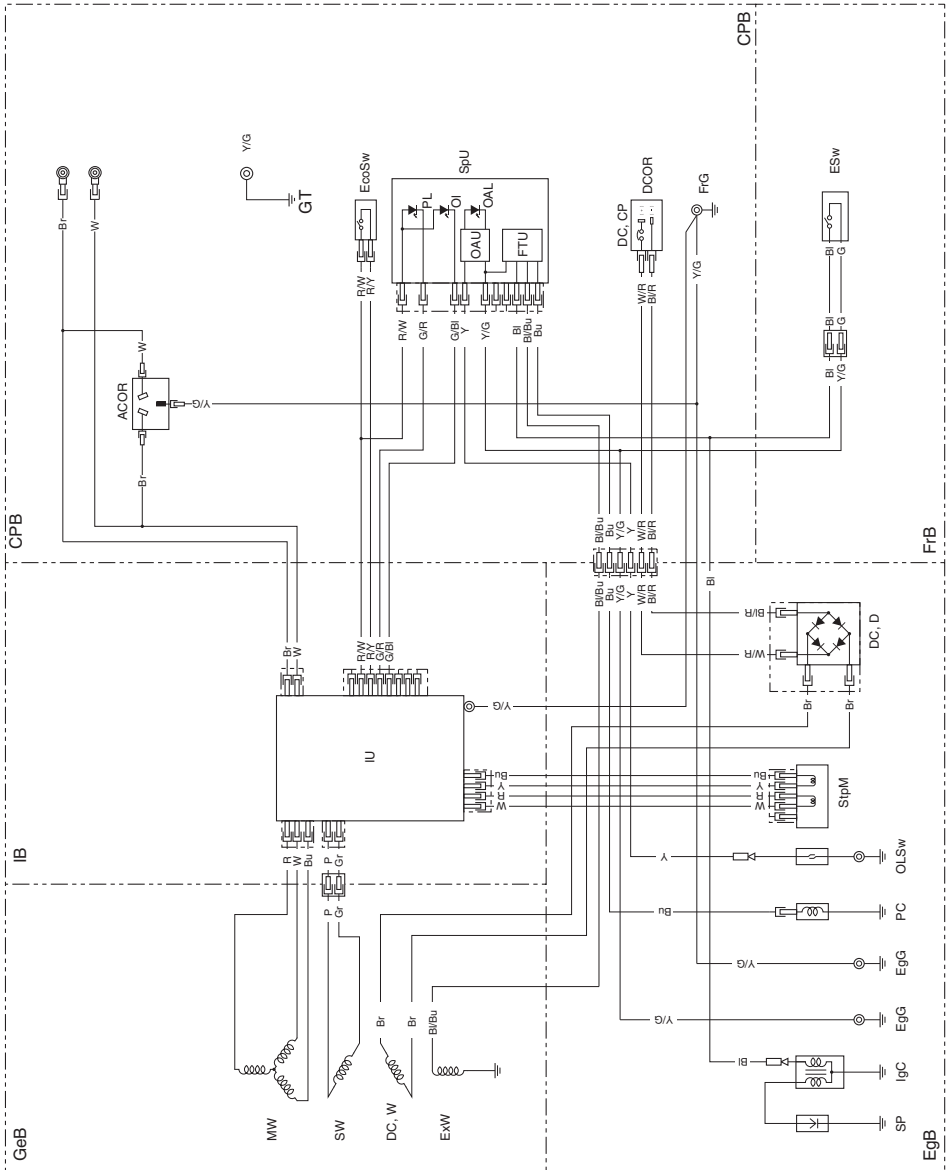 CPB
CPB
Br
W
Y/G
GT
ACOR
W
Br
Y/G
EcoSw
R/W
R/Y
SpU
PL
OI
OAL
OAU
FTU
R/W
G/R
G/Bl
Y
Y/G
Bl
Bl/Bu
Bu
DC, CP
DCOR
W/R
Bl/R
FrG
Y/G
ESw
Bl
G
Bl
G
Bl
Y/G
FrB
Bl/Bu
Bu
Y/G
Y
W/R
Bl/R
Bl/Bu
Bu
Y/G
Y
W/R
Bl/R
Bl
IB
Br
W
R/W
R/Y
G/R
G/Bl
IU
Y/G
R
W
Bu
P
Gr
Bu
Y
R
W
Bu
Y
R
W
StpM
Bl/R
W/R
DC, D
Br
Br
GeB
P
Gr
MW
SW
Br
Br
DC, W
Bl/Bu
ExW
Y
OLSw
Bu
PC
Y/G
EgG
Y/G
EgG
Bl
IgC
SP
EgB